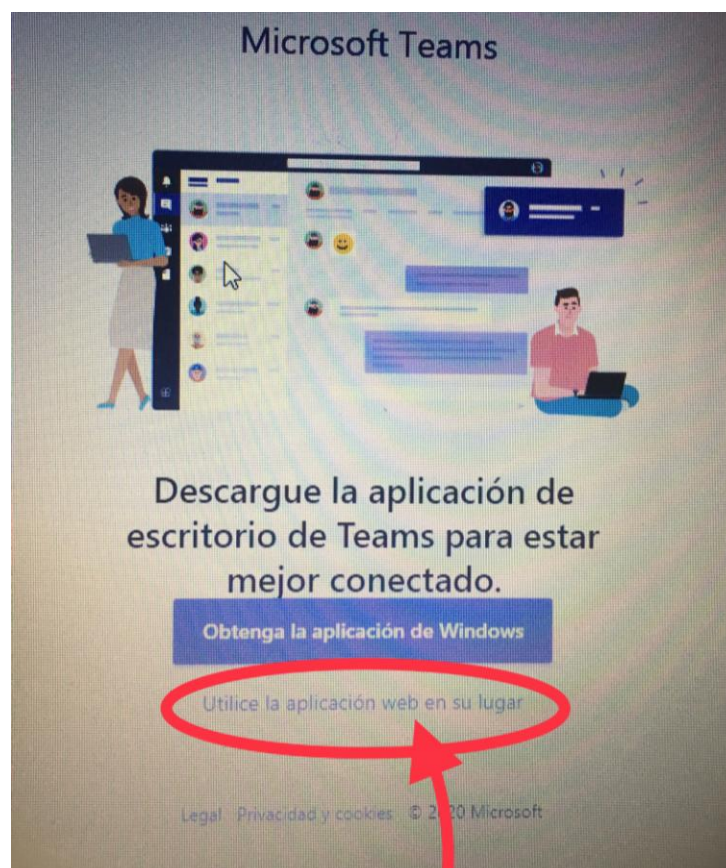 Microsoft Teams
Descargue la aplicación de
escritorio de Teams para estar
mejor conectado.
Obtenga la aplicación de Windows
Utilice la aplicación web en su lugar
Legal Privacidad y cookies © 2020 Microsoft